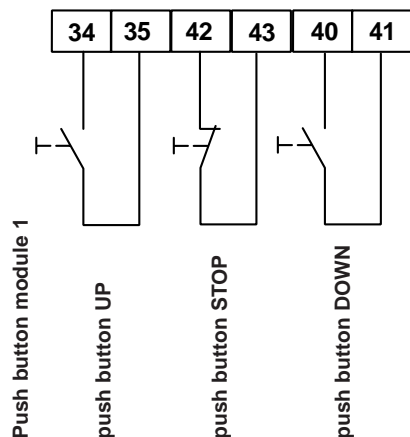 34 35 42 43 40 41
Push button module 1
push button UP
push button STOP
push button DOWN